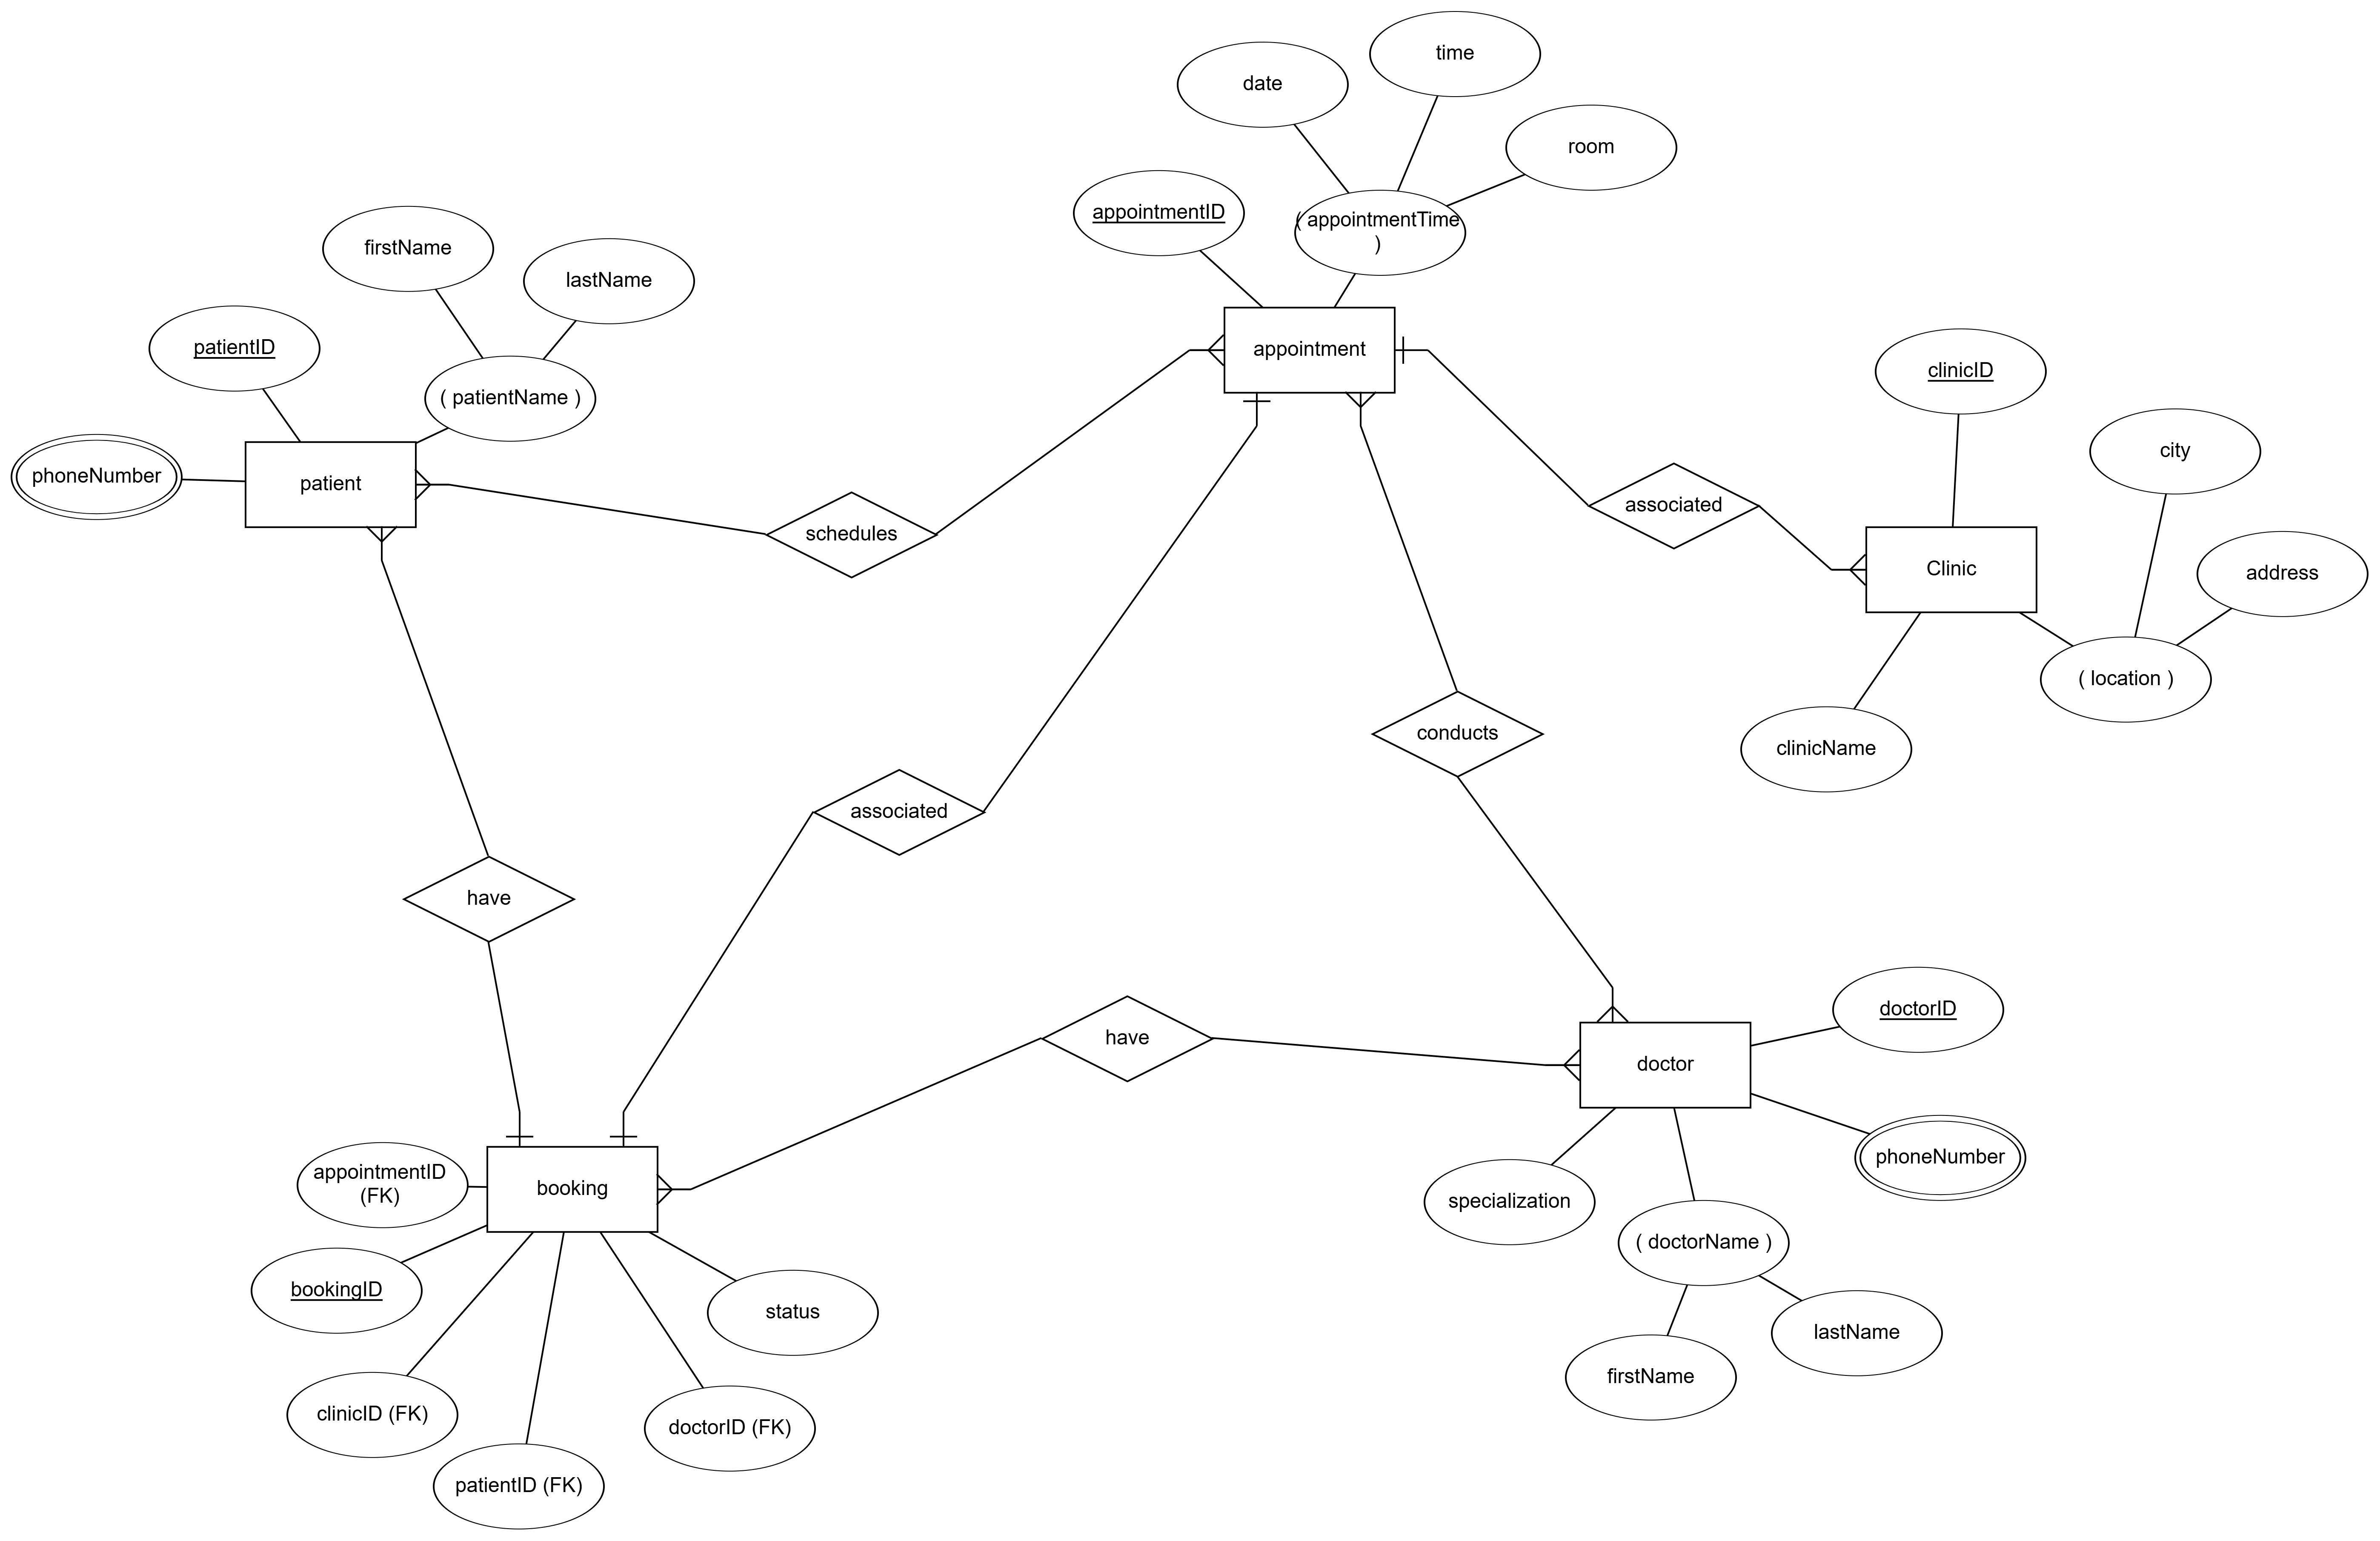 time
date
room
appointmentID
( appointmentTime
)
firstName
lastName
patientID
( patientName )
phoneNumber
patient
appointment
clinicID
city
schedules
associated
Clinic
address
( location )
clinicName
conducts
associated
have
have
doctorID
doctor
phoneNumber
appointmentID
(FK)
booking
specialization
( doctorName )
bookingID
status
lastName
firstName
clinicID (FK)
doctorID (FK)
patientID (FK)